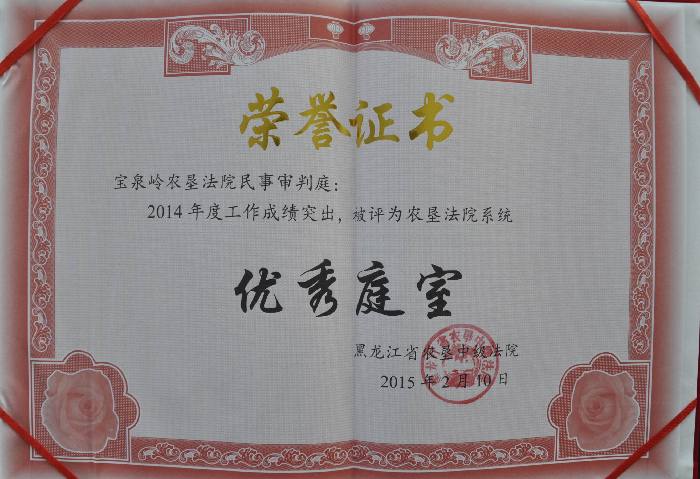 荣誉证书
宝泉岭农垦法院民事审判庭：
2014年度工作成绩突出，被评为农垦法院系统
优秀庭室
黑龙江省农垦中级法院
2015年2月10日